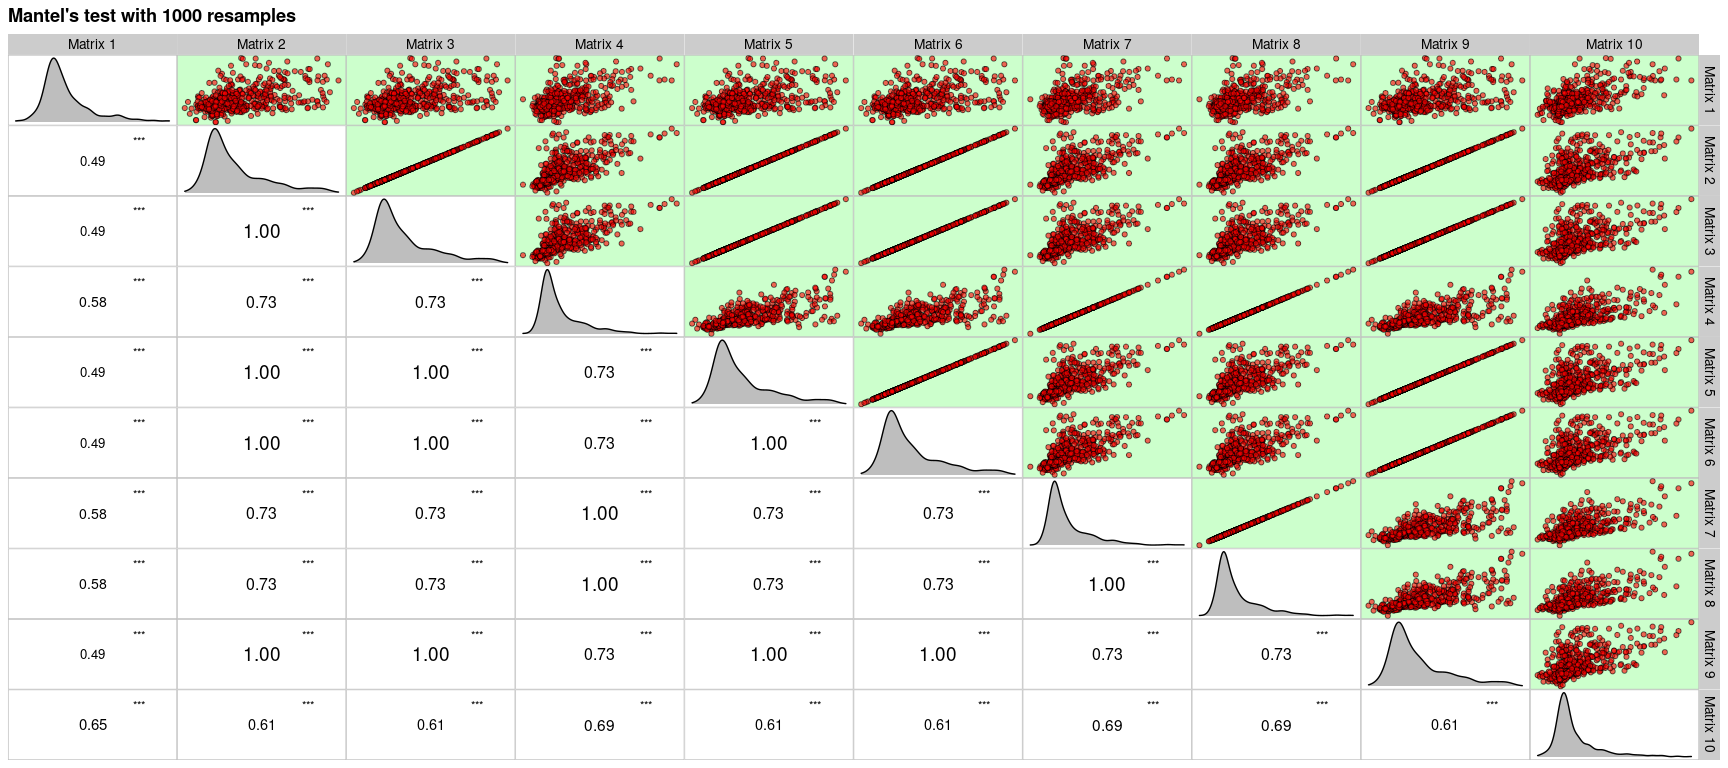 Mantel's test with 1000 resamples
Matrix 1 Matrix 2 Matrix 3 Matrix 4 Matrix 5 Matrix 6 Matrix 7 Matrix 8 Matrix 9 Matrix 10
Matrix 1
***
0.49
Matrix 2
*** ***
0.49 1.00
Matrix 3
*** *** ***
0.58 0.73 0.73
Matrix 4
*** *** *** ***
0.49 1.00 1.00 0.73
Matrix 5
*** *** *** *** ***
0.49 1.00 1.00 0.73 1.00
Matrix 6
*** *** *** *** *** ***
0.58 0.73 0.73 1.00 0.73 0.73
Matrix 7
*** *** *** *** *** *** ***
0.58 0.73 0.73 1.00 0.73 0.73 1.00
Matrix 8
*** *** *** *** *** *** *** ***
0.49 1.00 1.00 0.73 1.00 1.00 0.73 0.73
Matrix 9
*** *** *** *** *** *** *** *** ***
0.65 0.61 0.61 0.69 0.61 0.61 0.69 0.69 0.61
Matrix 10